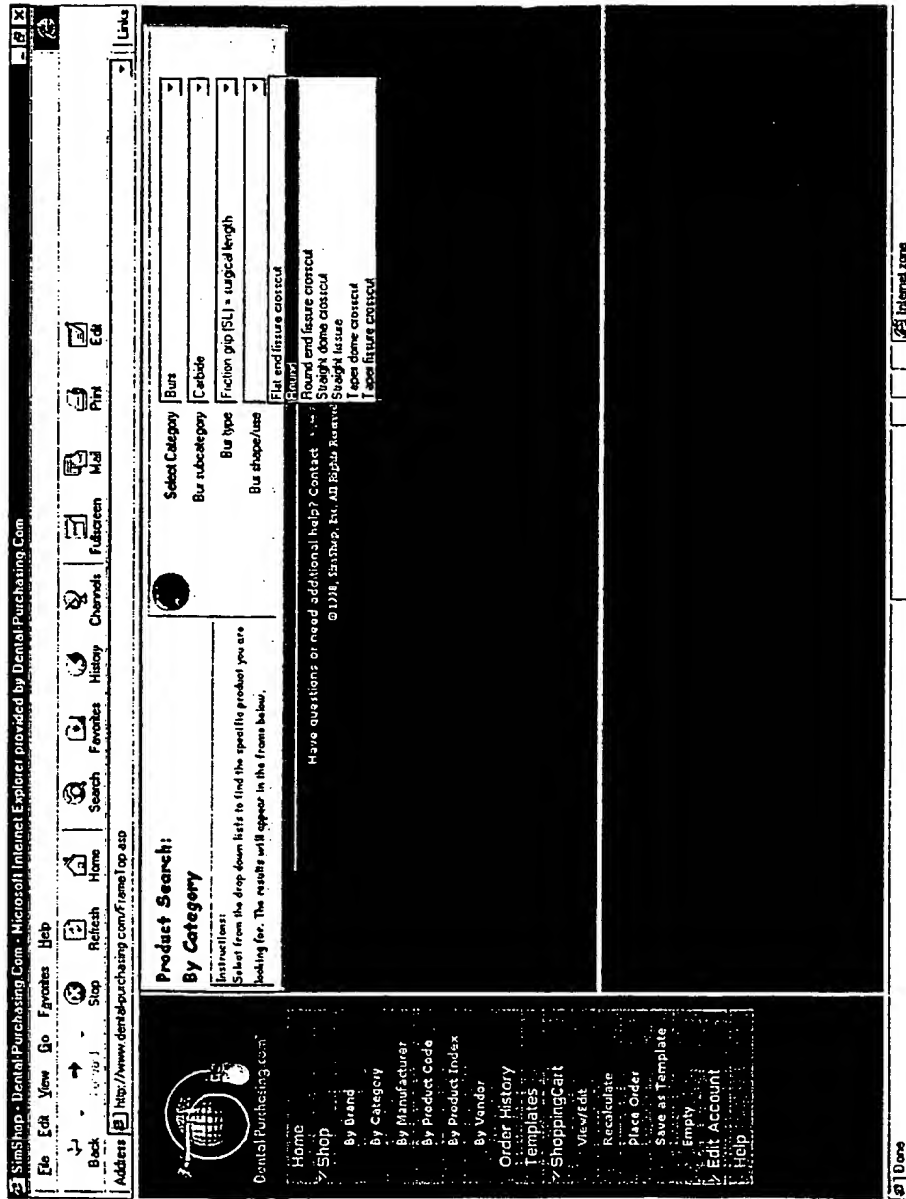 SimShop - Dental-Purchasing.Com - Microsoft Internet Explorer provided by Dental-Purchasing.Com
File Edit View Go Favorites Help
Back Stop Refresh Home Search Favorites History Channels Fullscreen Mail Print Edit
Address http://www.dental-purchasing.com/FrameTop.asp Links
Dental-Purchasing.com
Home
Shop
By Brand
By Category
By Manufacturer
By Product Code
By Product Index
By Vendor
Order History
Templates
ShoppingCart
View/Edit
Recalculate
Place Order
Save as Template
Empty
Edit Account
Help
Product Search:
By Category
Instructions:
Select from the drop down lists to find the specific product you are
looking for. The results will appear in the frame below.
Select Category Burs
Bur subcategory Carbide
Bur type Friction grip (SL) = surgical length
Bur shape/use
Flat end fissure crosscut
Round
Round end fissure crosscut
Straight dome crosscut
Straight fissure
Taper dome crosscut
Taper fissure crosscut
Have questions or need additional help? Contact
©1998, SimShop, Inc. All Rights Reserved
Done Internet zone